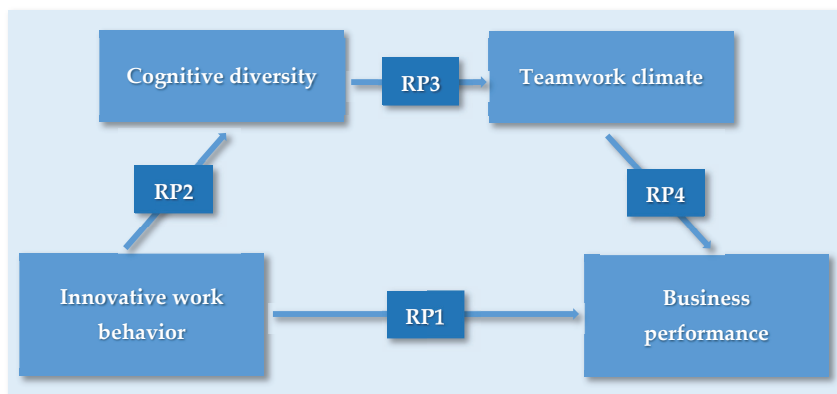 Cognitive diversity
RP3
Teamwork climate
RP2
RP4
Innovative work
behavior
RP1
Business
performance